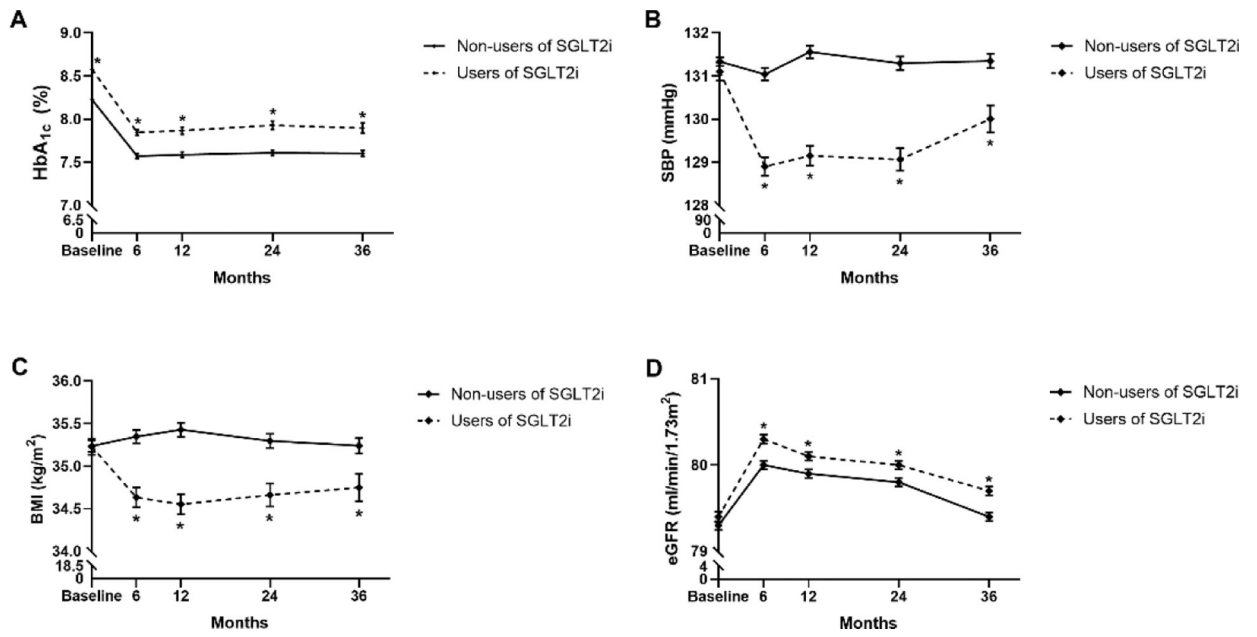 A
HbA1c (%)
9.0
8.5
8.0
7.5
7.0
6.5
0
*
*
*
*
*
Baseline 6 12 24 36
Months
Non-users of SGLT2i
Users of SGLT2i
B
SBP (mmHg)
132
131
130
129
128
90
0
*
*
*
*
Baseline 6 12 24 36
Months
Non-users of SGLT2i
Users of SGLT2i
C
BMI (kg/m²)
36.0
35.5
35.0
34.5
34.0
18.5
0
*
*
*
*
Baseline 6 12 24 36
Months
Non-users of SGLT2i
Users of SGLT2i
D
eGFR (ml/min/1.73m²)
81
80
79
4
0
*
*
*
*
Baseline 6 12 24 36
Months
Non-users of SGLT2i
Users of SGLT2i